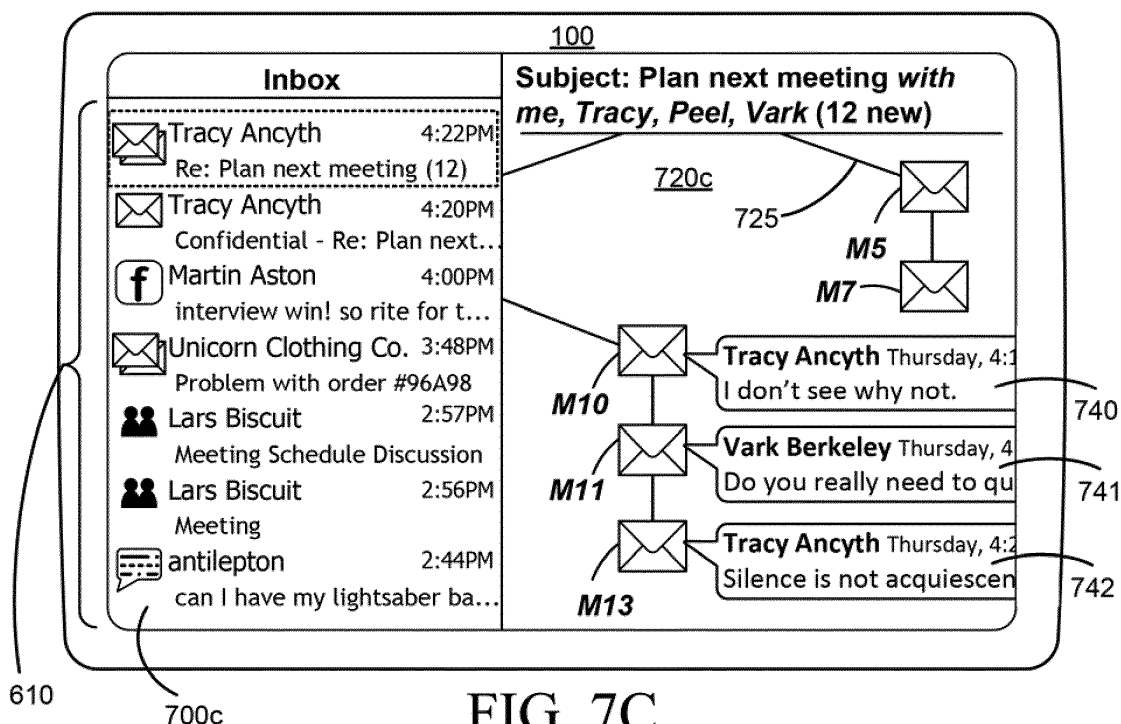 100
Inbox
Tracy Ancyth 4:22PM
Re: Plan next meeting (12)
Tracy Ancyth 4:20PM
Confidential - Re: Plan next...
f Martin Aston 4:00PM
interview win! so rite for t...
Unicorn Clothing Co. 3:48PM
Problem with order #96A98
Lars Biscuit 2:57PM
Meeting Schedule Discussion
Lars Biscuit 2:56PM
Meeting
antilepton 2:44PM
can I have my lightsaber ba...
Subject: Plan next meeting with
me, Tracy, Peel, Vark (12 new)
720c
725
M5
M7
M10
Tracy Ancyth Thursday, 4:1
I don't see why not.
740
M11
Vark Berkeley Thursday, 4
Do you really need to qu
741
M13
Tracy Ancyth Thursday, 4:2
Silence is not acquiescen
742
610
700c
FIG. 7C